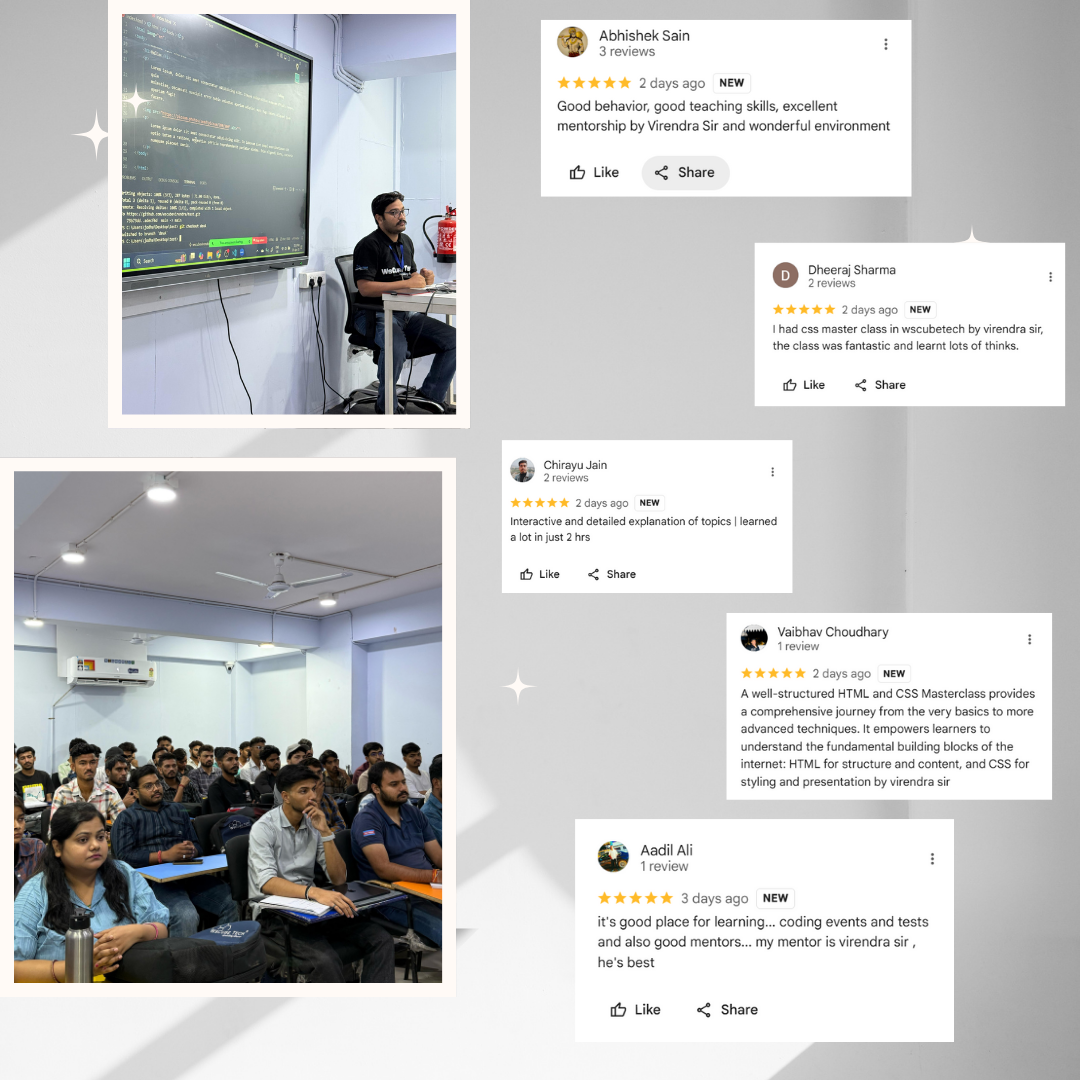 Abhishek Sain
3 reviews
2 days ago NEW
Good behavior, good teaching skills, excellent
mentorship by Virendra Sir and wonderful environment
Like Share
D
Dheeraj Sharma
2 reviews
2 days ago NEW
I had css master class in wscubetech by virendra sir,
the class was fantastic and learnt lots of thinks.
Like Share
Chirayu Jain
2 reviews
2 days ago NEW
Interactive and detailed explanation of topics | learned
a lot in just 2 hrs
Like Share
Vaibhav Choudhary
1 review
2 days ago NEW
A well-structured HTML and CSS Masterclass provides
a comprehensive journey from the very basics to more
advanced techniques. It empowers learners to
understand the fundamental building blocks of the
internet: HTML for structure and content, and CSS for
styling and presentation by virendra sir
Aadil Ali
1 review
3 days ago NEW
it's good place for learning... coding events and tests
and also good mentors... my mentor is virendra sir ,
he's best
Like Share